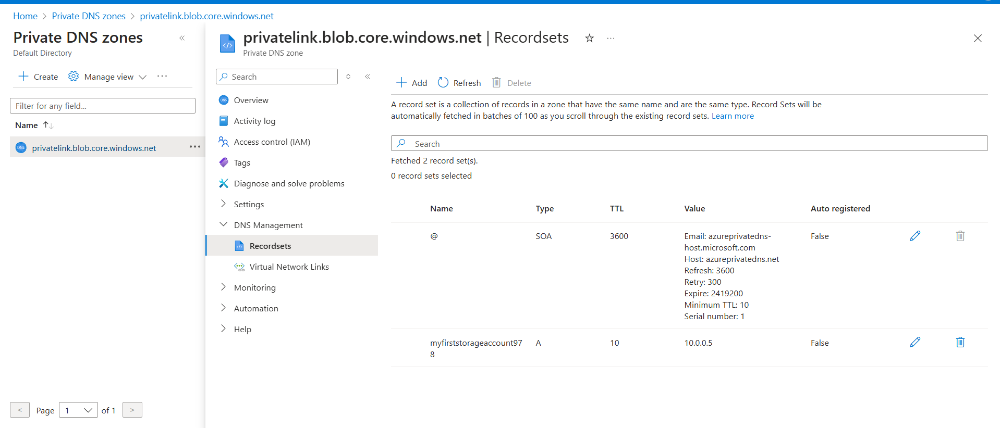 Home > Private DNS zones > privatelink.blob.core.windows.net
Private DNS zones
Default Directory
Create
Manage view
Filter for any field...
Name
privatelink.blob.core.windows.net
Page 1 of 1
privatelink.blob.core.windows.net | Recordsets
Private DNS zone
Search
Overview
Activity log
Access control (IAM)
Tags
Diagnose and solve problems
Settings
DNS Management
Recordsets
Virtual Network Links
Monitoring
Automation
Help
Add
Refresh
Delete
A record set is a collection of records in a zone that have the same name and are the same type. Record Sets will be
automatically fetched in batches of 100 as you scroll through the existing record sets. Learn more
Search
Fetched 2 record set(s).
0 record sets selected
Name Type TTL Value Auto registered
@ SOA 3600 Email: azureprivatedns- False
host.microsoft.com
Host: azureprivatedns.net
Refresh: 3600
Retry: 300
Expire: 2419200
Minimum TTL: 10
Serial number: 1
myfirststorageaccount97 A 10 10.0.0.5 False
8